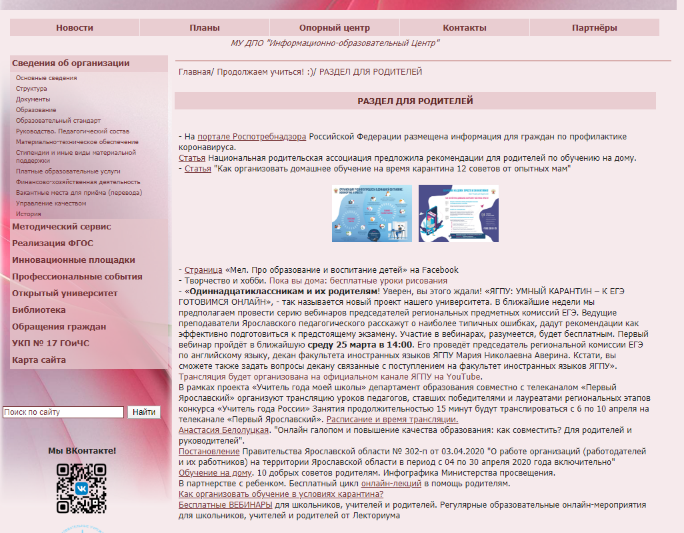 Новости Планы Опорный центр Контакты Партнёры
МУ ДПО "Информационно-образовательный Центр"
Сведения об организации
Основные сведения
Структура
Документы
Образование
Образовательный стандарт
Руководство. Педагогический состав
Материально-техническое обеспечение
Стипендии и иные виды материальной
поддержки
Платные образовательные услуги
Финансово-хозяйственная деятельность
Вакантные места для приёма (перевода)
Управление качеством
История
Методический сервис
Реализация ФГОС
Инновационные площадки
Профессиональные события
Открытый университет
Библиотека
Обращения граждан
УКП № 17 ГОиЧС
Карта сайта
Поиск по сайту Найти
Мы ВКонтакте!
Главная/ Продолжаем учиться! :)/ РАЗДЕЛ ДЛЯ РОДИТЕЛЕЙ
РАЗДЕЛ ДЛЯ РОДИТЕЛЕЙ
- На портале Роспотребнадзора Российской Федерации размещена информация для граждан по профилактике
коронавируса.
Статья Национальная родительская ассоциация предложила рекомендации для родителей по обучению на дому.
- Статья "Как организовать домашнее обучение на время карантина 12 советов от опытных мам"
- Страница «Мел. Про образование и воспитание детей» на Facebook
- Творчество и хобби. Пока вы дома: бесплатные уроки рисования
- «Одиннадцатиклассникам и их родителям! Уверен, вы этого ждали! «ЯГПУ: УМНЫЙ КАРАНТИН – К ЕГЭ
ГОТОВИМСЯ ОНЛАЙН», - так называется новый проект нашего университета. В ближайшие недели мы
предполагаем провести серию вебинаров председателей региональных предметных комиссий ЕГЭ. Ведущие
преподаватели Ярославского педагогического расскажут о наиболее типичных ошибках, дадут рекомендации как
эффективно подготовиться к предстоящему экзамену. Участие в вебинарах, разумеется, будет бесплатным. Первый
вебинар пройдёт в ближайшую среду 25 марта в 14:00. Его проведёт председатель региональной комиссии ЕГЭ
по английскому языку, декан факультета иностранных языков ЯГПУ Мария Николаевна Аверина. Кстати, вы
сможете также задать вопросы декану связанные с поступлением на факультет иностранных языков ЯГПУ».
Трансляция будет организована на официальном канале ЯГПУ на YouTube.
В рамках проекта «Учитель года моей школы» департамент образования совместно с телеканалом «Первый
Ярославский» организуют трансляцию уроков педагогов, ставших победителями и лауреатами региональных этапов
конкурса «Учитель года России» Занятия продолжительностью 15 минут будут транслироваться с 6 по 10 апреля на
телеканале «Первый Ярославский». Расписание и время трансляции.
Анастасия Белолуцкая. "Онлайн галопом и повышение качества образования: как совместить? Для родителей и
руководителей".
Постановление Правительства Ярославской области № 302-п от 03.04.2020 "О работе организаций (работодателей
и их работников) на территории Ярославской области в период с 04 по 30 апреля 2020 года включительно"
Обучение на дому. 10 добрых советов родителям. Инфографика Министерства просвещения.
В партнерстве с ребенком. Бесплатный цикл онлайн-лекций в помощь родителям.
Как организовать обучение в условиях карантина?
Бесплатные ВЕБИНАРЫ для школьников, учителей и родителей. Регулярные образовательные онлайн-мероприятия
для школьников, учителей и родителей от Лекториума